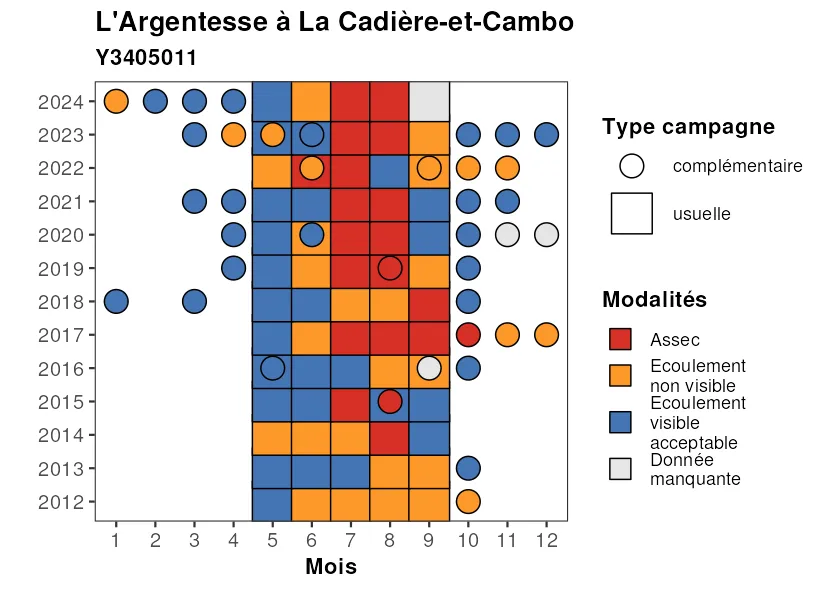 L'Argentesse à La Cadière-et-Cambo
Y3405011
2024
2023
2022
2021
2020
2019
2018
2017
2016
2015
2014
2013
2012
1 2 3 4 5 6 7 8 9 10 11 12
Mois
Type campagne
complémentaire
usuelle
Modalités
Assec
Ecoulement
non visible
Ecoulement
visible
acceptable
Donnée
manquante